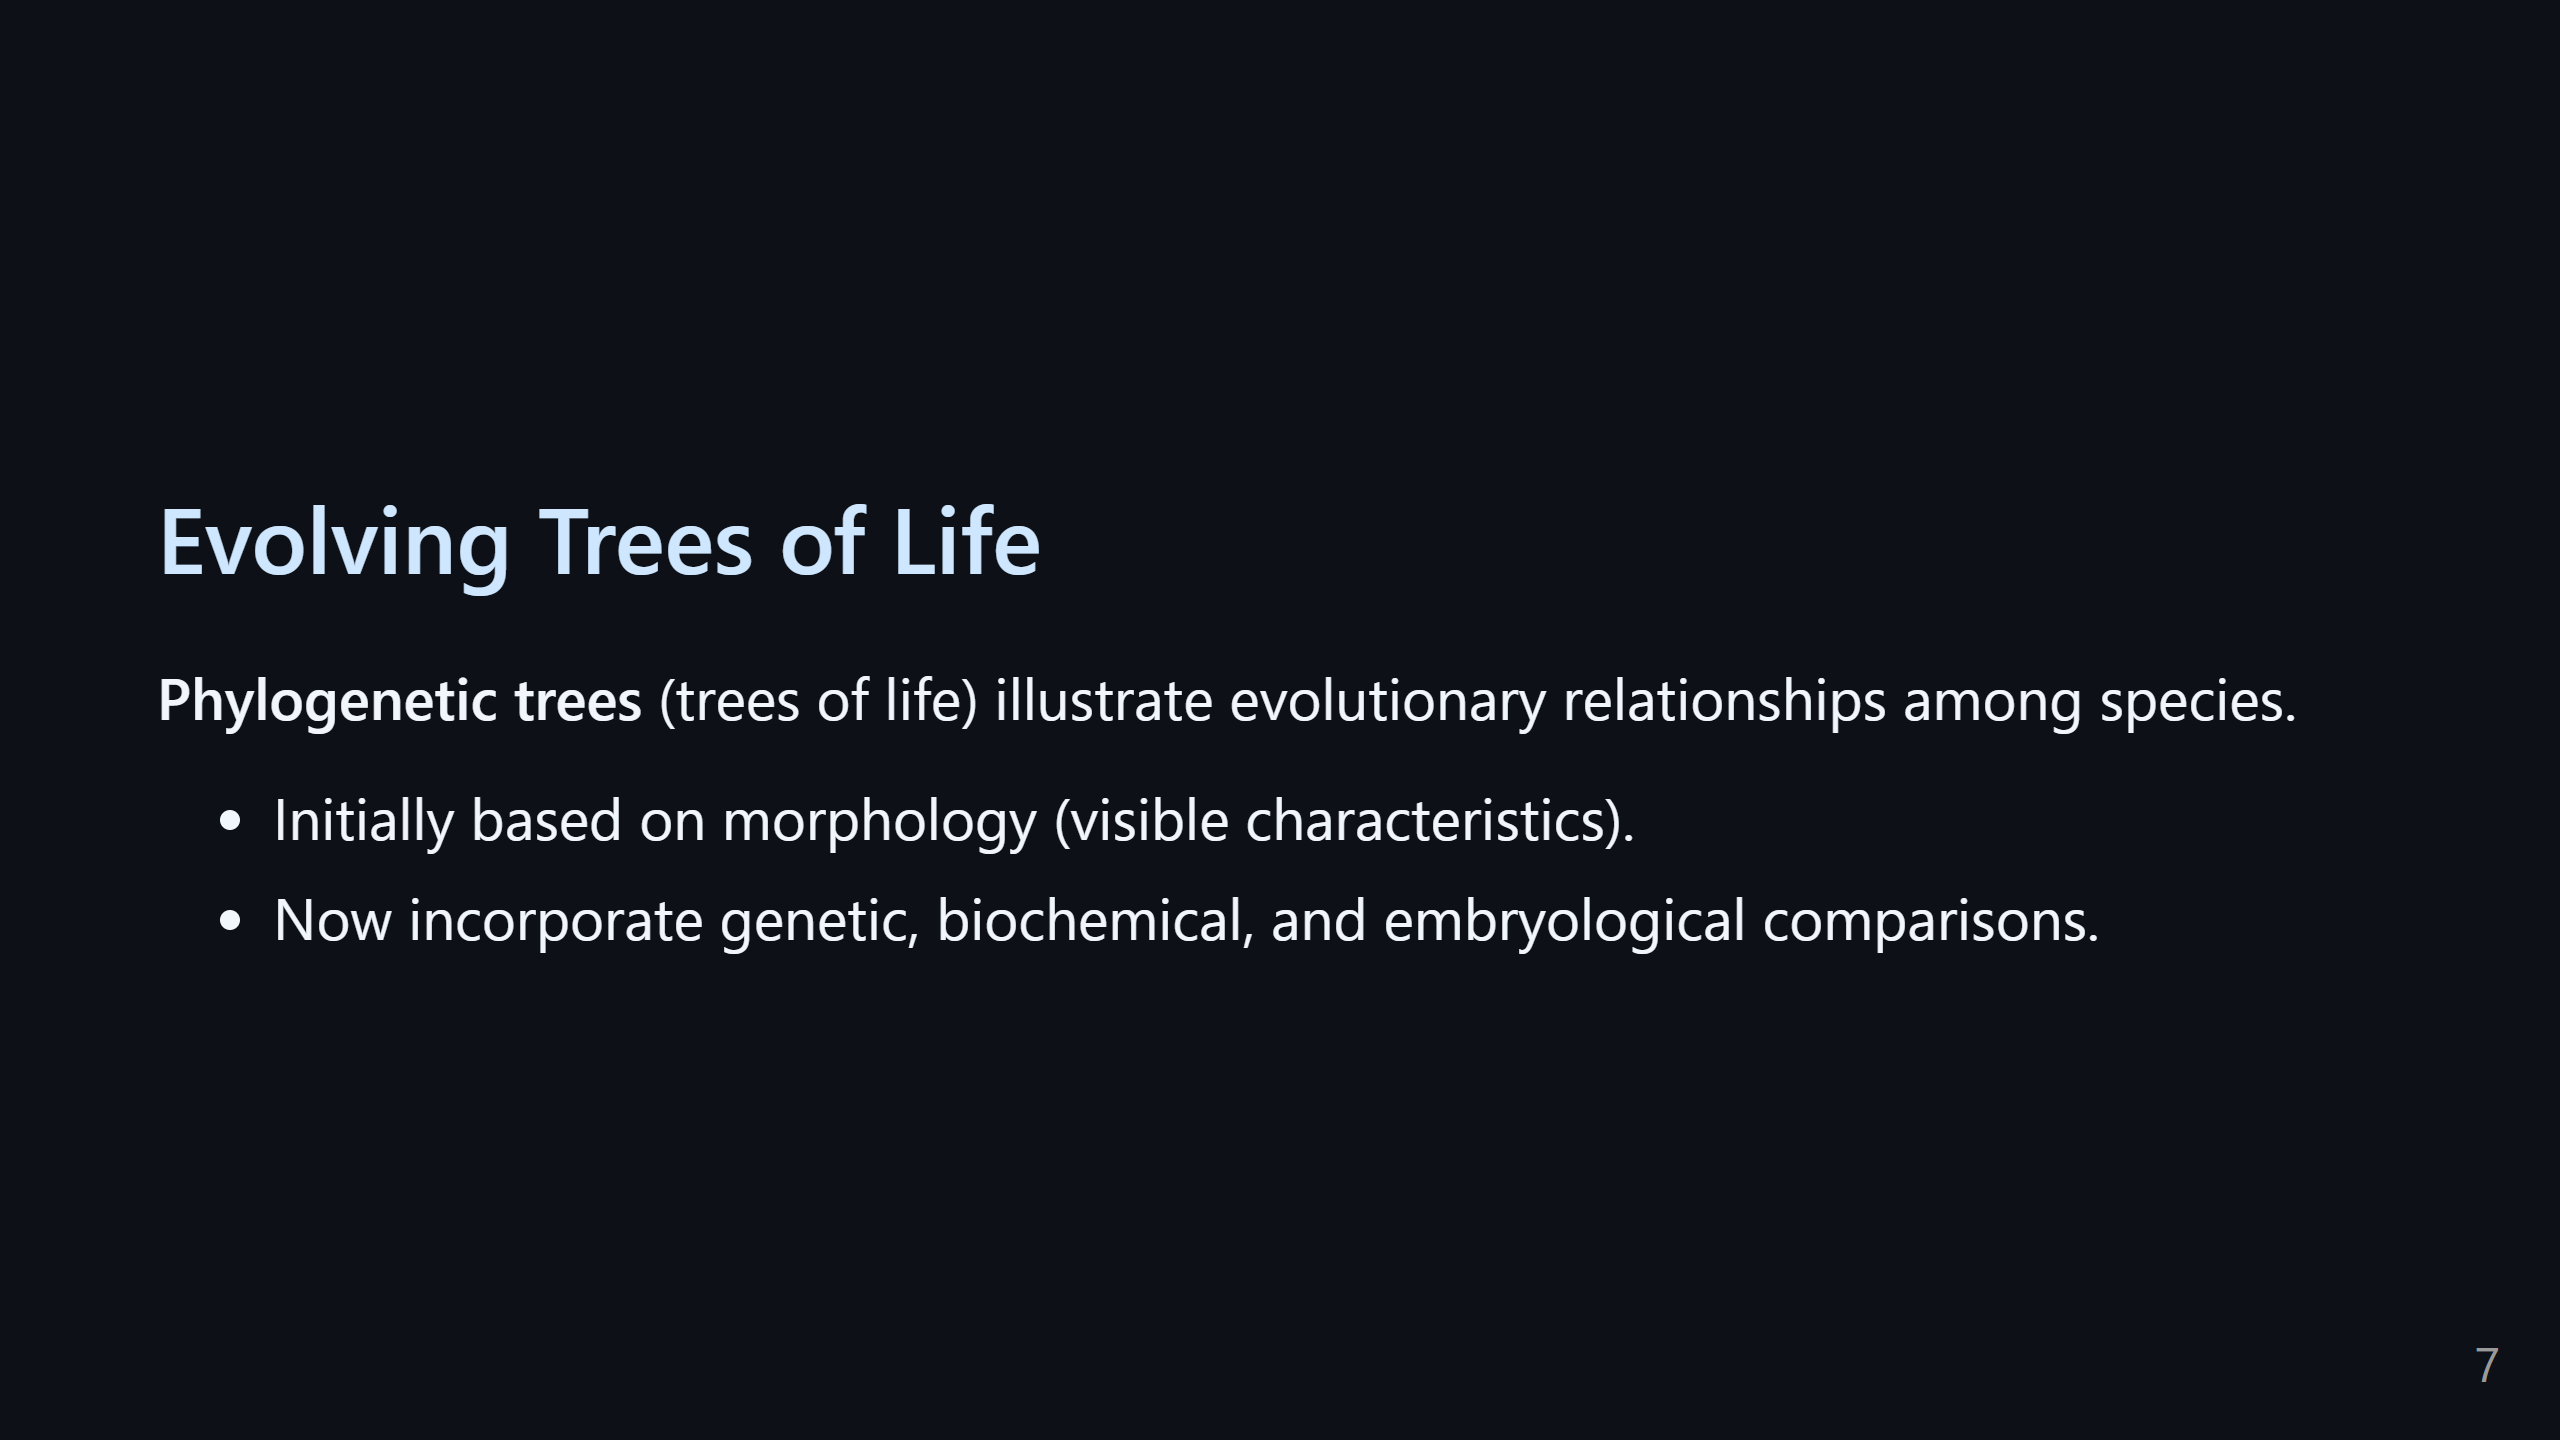 Evolving Trees of Life
Phylogenetic trees (trees of life) illustrate evolutionary relationships among species.
• Initially based on morphology (visible characteristics).
• Now incorporate genetic, biochemical, and embryological comparisons.
7